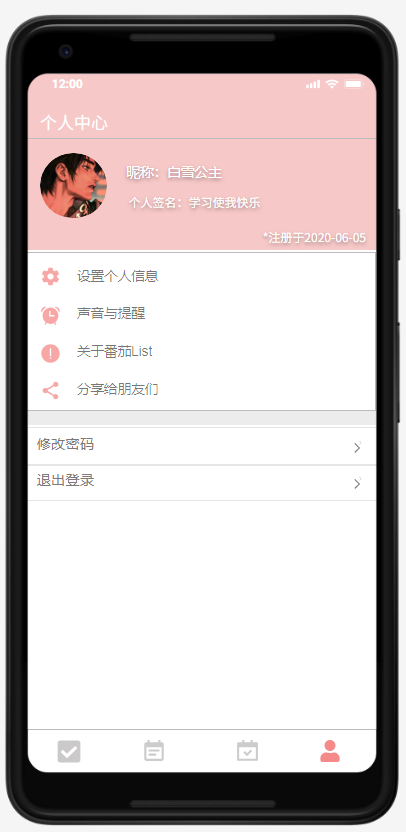 12:00
个人中心
昵称：白雪公主
个人签名：学习使我快乐
*注册于2020-06-05
设置个人信息
声音与提醒
关于番茄List
分享给朋友们
修改密码
退出登录